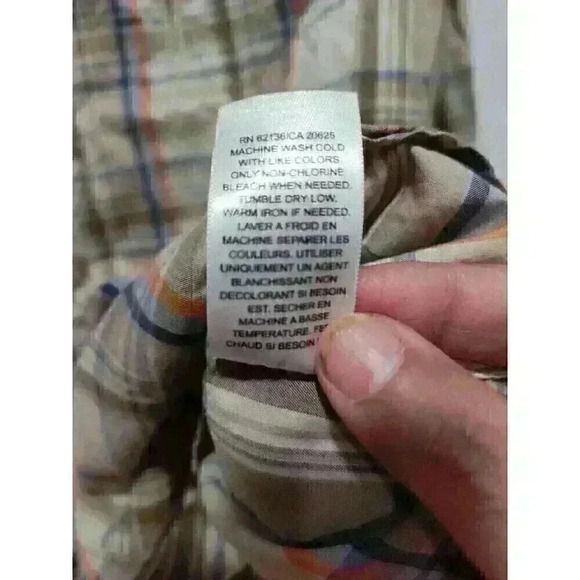 RN 62136/CA 20625
MACHINE WASH COLD
WITH LIKE COLORS
ONLY NON-CHLORINE
BLEACH WHEN NEEDED.
TUMBLE DRY LOW.
WARM IRON IF NEEDED.
LAVER A FROID EN
MACHINE SEPARER LES
COULEURS. UTILISER
UNIQUEMENT UN AGENT
BLANCHISSANT NON
DECOLORANT SI BESOIN
EST. SECHER EN
MACHINE A BASSE
TEMPERATURE.
CHAUD SI BESOIN